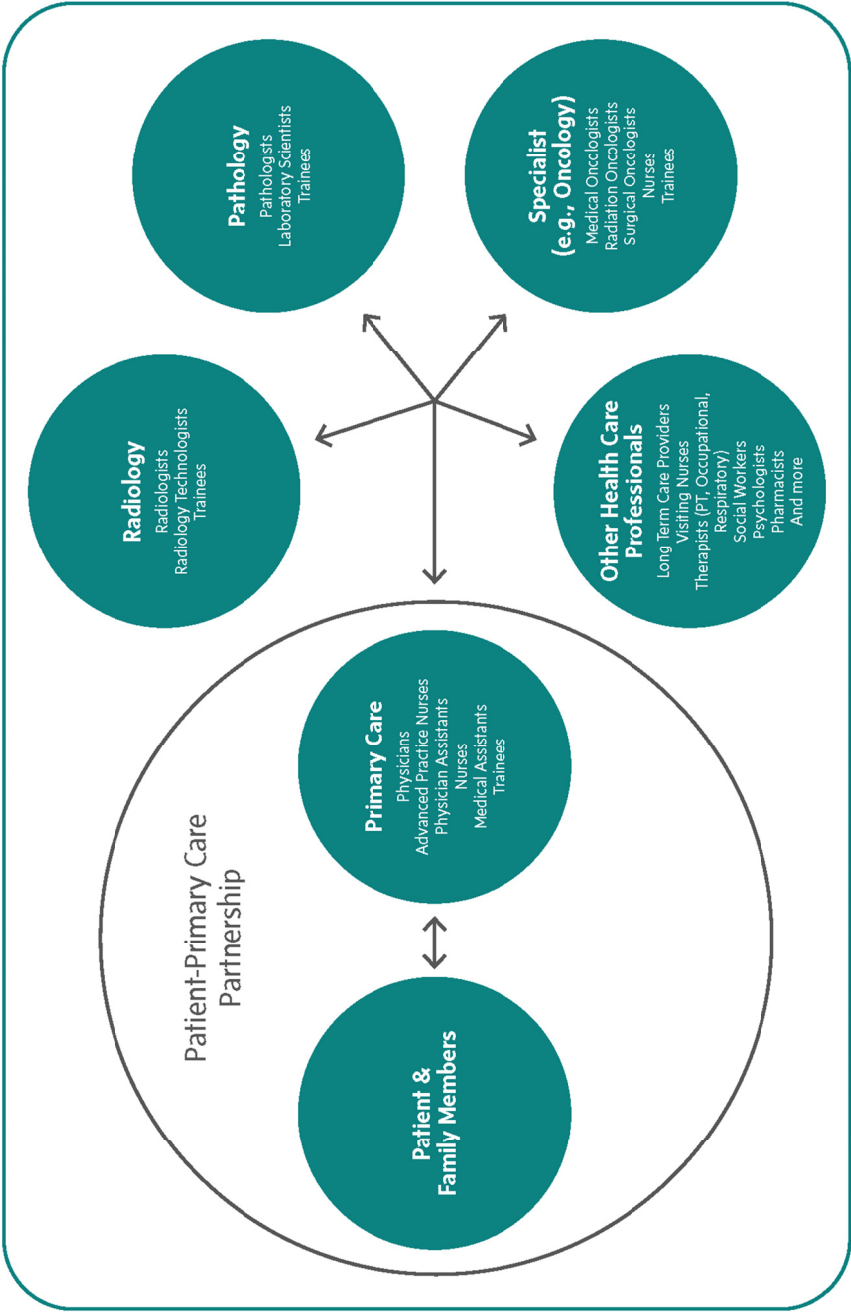 Patient-Primary Care
Partnership
Patient &
Family Members
Primary Care
Physicians
Advanced Practice Nurses
Physician Assistants
Nurses
Medical Assistants
Trainees
Radiology
Radiologists
Radiology Technologists
Trainees
Pathology
Pathologists
Laboratory Scientists
Trainees
Other Health Care
Professionals
Long Term Care Providers
Visiting Nurses
Therapists (PT, Occupational,
Respiratory)
Social Workers
Psychologists
Pharmacists
And more
Specialist
(e.g., Oncology)
Medical Oncologists
Radiation Oncologists
Surgical Oncologists
Nurses
Trainees